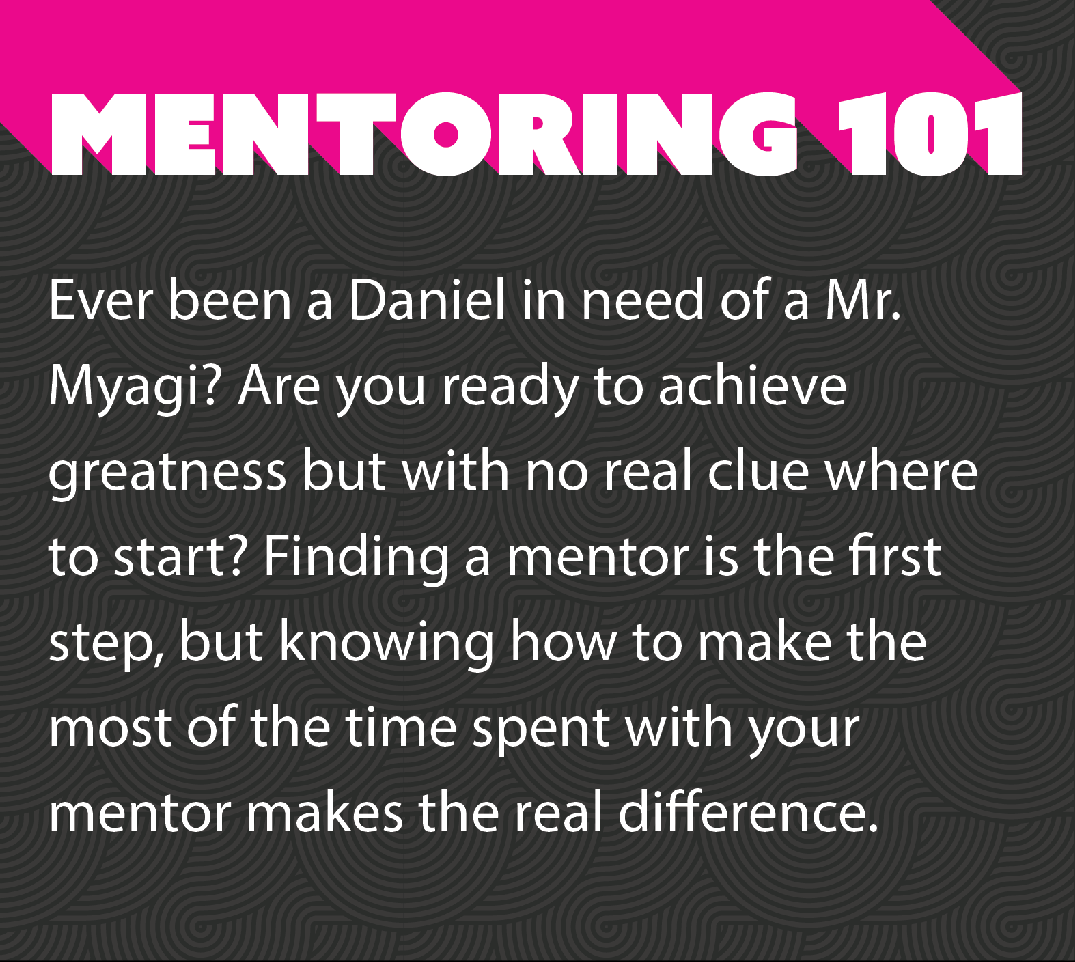 MENTORING 101
Ever been a Daniel in need of a Mr.
Myagi? Are you ready to achieve
greatness but with no real clue where
to start? Finding a mentor is the first
step, but knowing how to make the
most of the time spent with your
mentor makes the real difference.